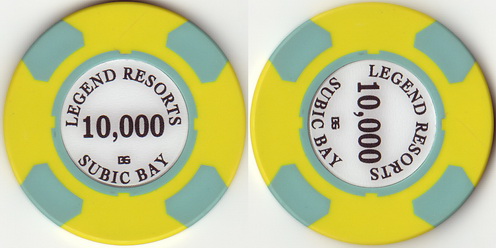 LEGEND RESORTS
10,000
BG
SUBIC BAY
LEGEND RESORTS
10,000
BG
SUBIC BAY